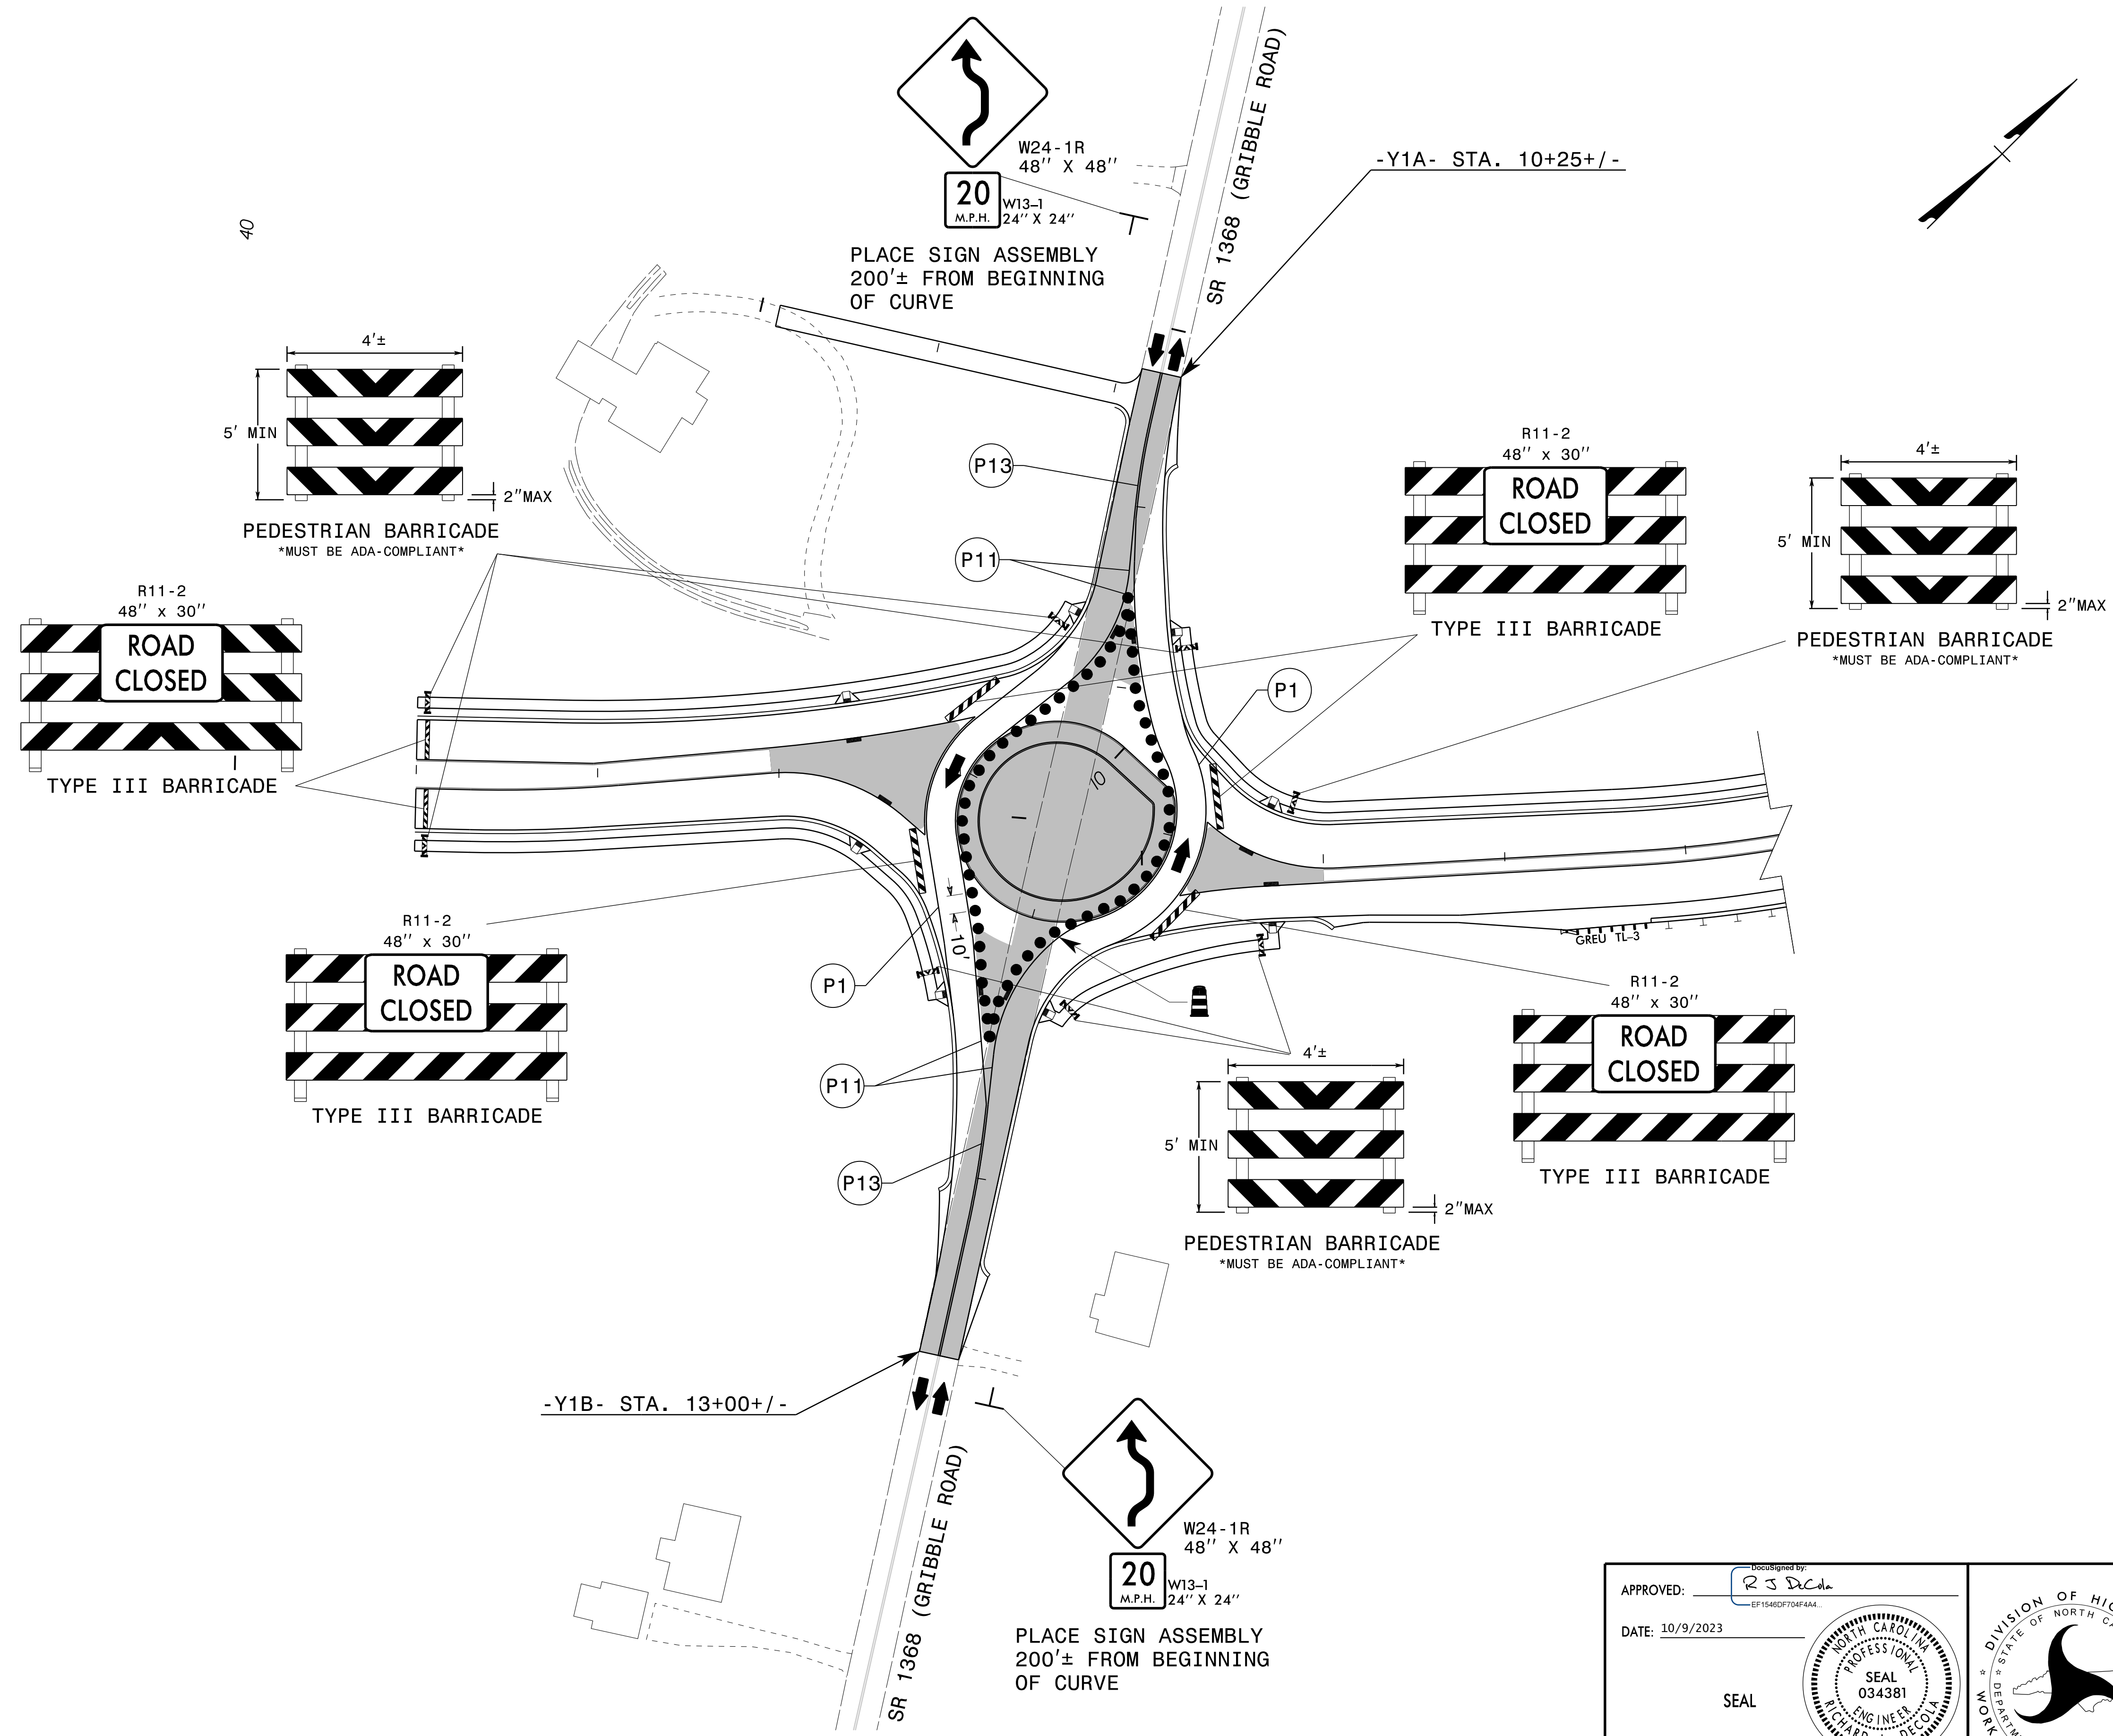 W24-1R
48" X 48"
20
M.P.H.
W13-1
24" X 24"
PLACE SIGN ASSEMBLY
200'± FROM BEGINNING
OF CURVE
SR 1368 (GRIBBLE ROAD)
-Y1A- STA. 10+25+/-
40
4'±
5' MIN
2"MAX
PEDESTRIAN BARRICADE
*MUST BE ADA-COMPLIANT*
R11-2
48" x 30"
ROAD
CLOSED
TYPE III BARRICADE
P13
P11
R11-2
48" x 30"
ROAD
CLOSED
TYPE III BARRICADE
4'±
5' MIN
2"MAX
PEDESTRIAN BARRICADE
*MUST BE ADA-COMPLIANT*
P1
10
10'
GREU TL-3
R11-2
48" x 30"
ROAD
CLOSED
TYPE III BARRICADE
P1
P11
P13
R11-2
48" x 30"
ROAD
CLOSED
TYPE III BARRICADE
4'±
5' MIN
2"MAX
PEDESTRIAN BARRICADE
*MUST BE ADA-COMPLIANT*
-Y1B- STA. 13+00+/-
SR 1368 (GRIBBLE ROAD)
W24-1R
48" X 48"
20
M.P.H.
W13-1
24" X 24"
PLACE SIGN ASSEMBLY
200'± FROM BEGINNING
OF CURVE
DocuSigned by:
APPROVED: R J DeCola
EF1546DF704F4A4...
DATE: 10/9/2023
SEAL
NORTH CAROLINA
PROFESSIONAL
SEAL
034381
ENGINEER
RICHARD J. DECOLA
DIVISION OF
STATE OF NORTH